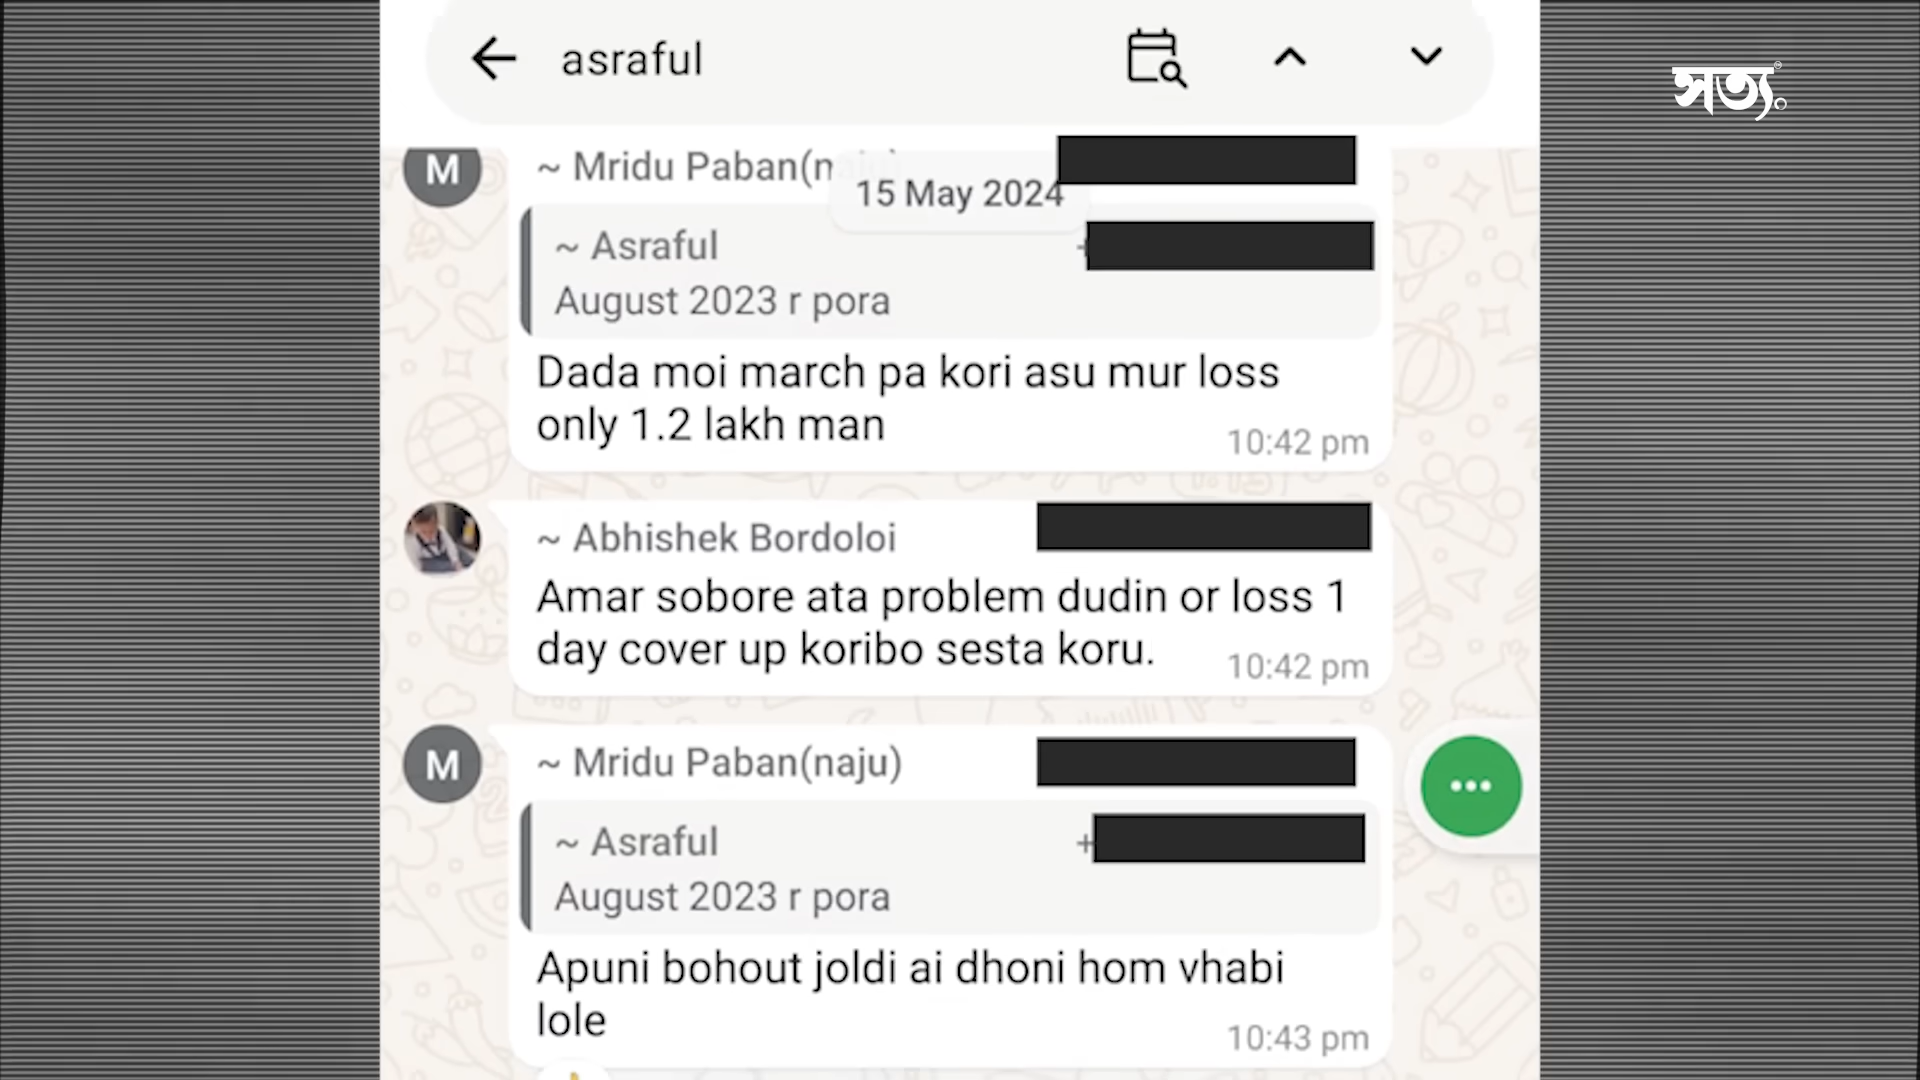 asraful
সত্য
M
~ Mridu Paban(naju)
15 May 2024
~ Asraful
+
August 2023 r pora
Dada moi march pa kori asu mur loss
only 1.2 lakh man
10:42 pm
~ Abhishek Bordoloi
Amar sobore ata problem dudin or loss 1
day cover up koribo sesta koru.
10:42 pm
M
~ Mridu Paban(naju)
~ Asraful
+
August 2023 r pora
Apuni bohout joldi ai dhoni hom vhabi
lole
10:43 pm